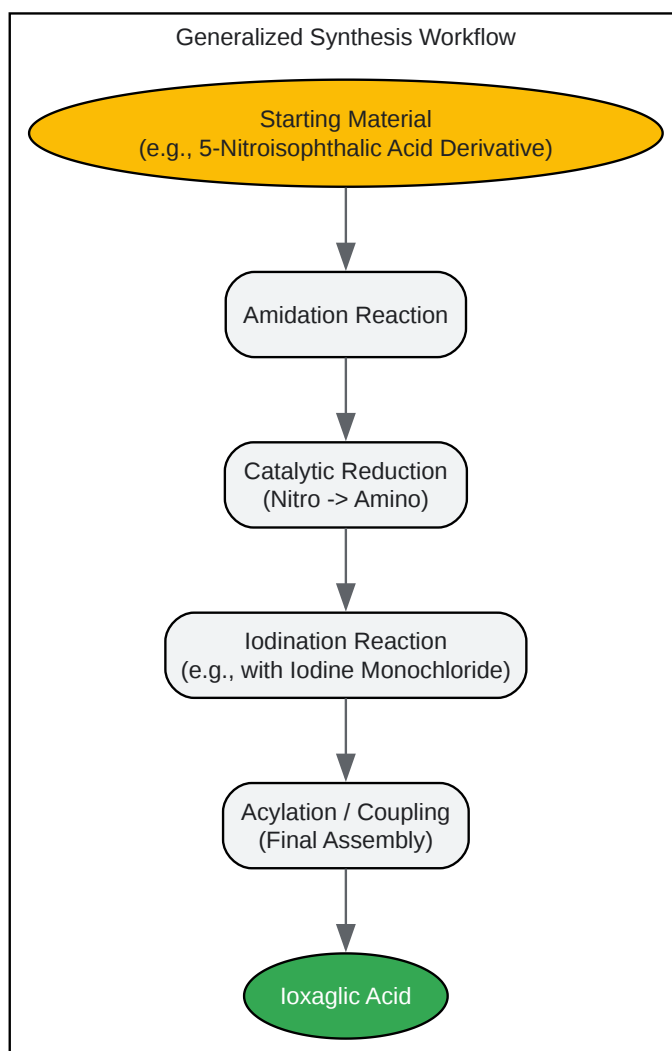 Generalized Synthesis Workflow
Starting Material
(e.g., 5-Nitroisophthalic Acid Derivative)
Amidation Reaction
Catalytic Reduction
(Nitro -> Amino)
Iodination Reaction
(e.g., with Iodine Monochloride)
Acylation / Coupling
(Final Assembly)
Ioxaglic Acid